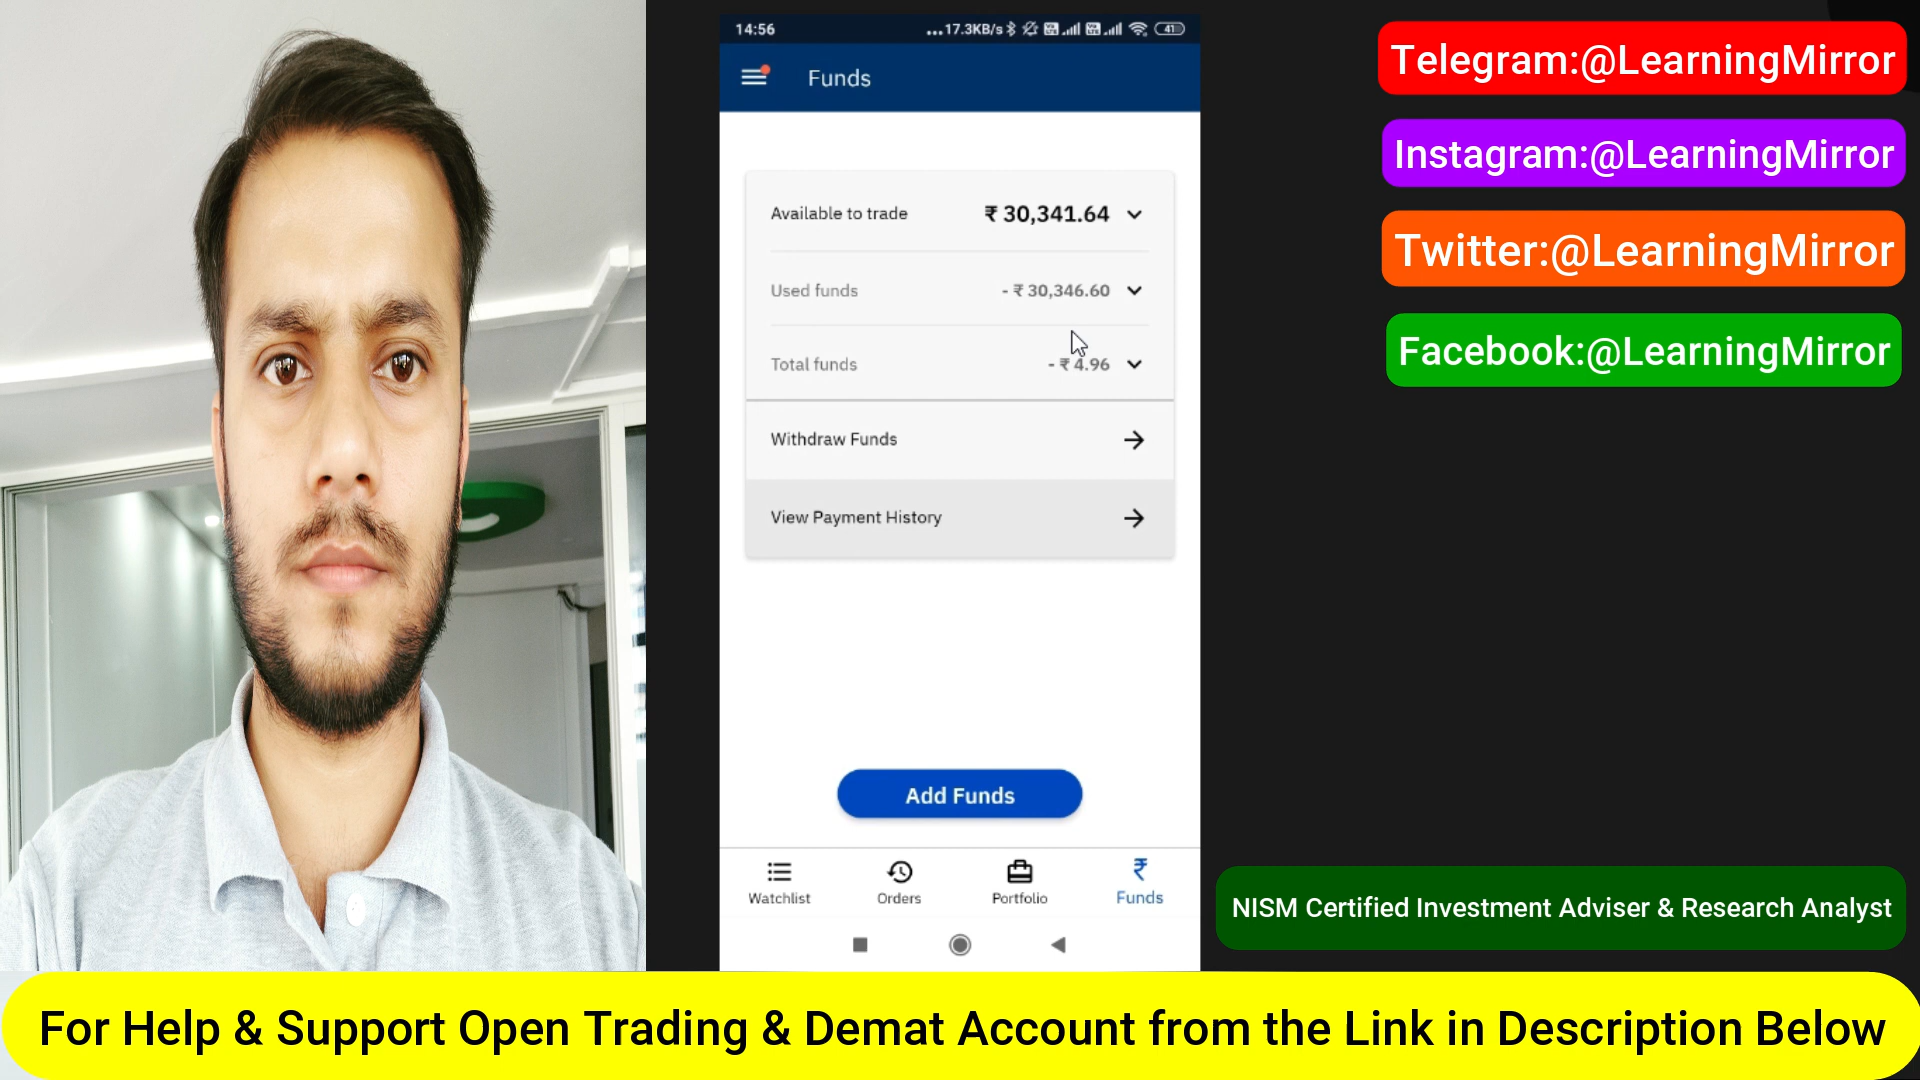 14:56
...17.3KB/s
41
Funds
Available to trade ₹ 30,341.64
Used funds - ₹ 30,346.60
Total funds - ₹ 4.96
Withdraw Funds
View Payment History
Add Funds
Watchlist Orders Portfolio Funds
Telegram:@LearningMirror
Instagram:@LearningMirror
Twitter:@LearningMirror
Facebook:@LearningMirror
NISM Certified Investment Adviser & Research Analyst
For Help & Support Open Trading & Demat Account from the Link in Description Below